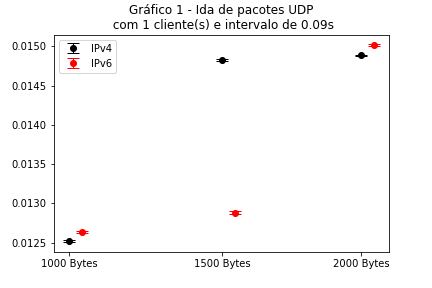 Gráfico 1 - Ida de pacotes UDP
com 1 cliente(s) e intervalo de 0.09s
IPv4
IPv6
0.0150
0.0145
0.0140
0.0135
0.0130
0.0125
1000 Bytes
1500 Bytes
2000 Bytes